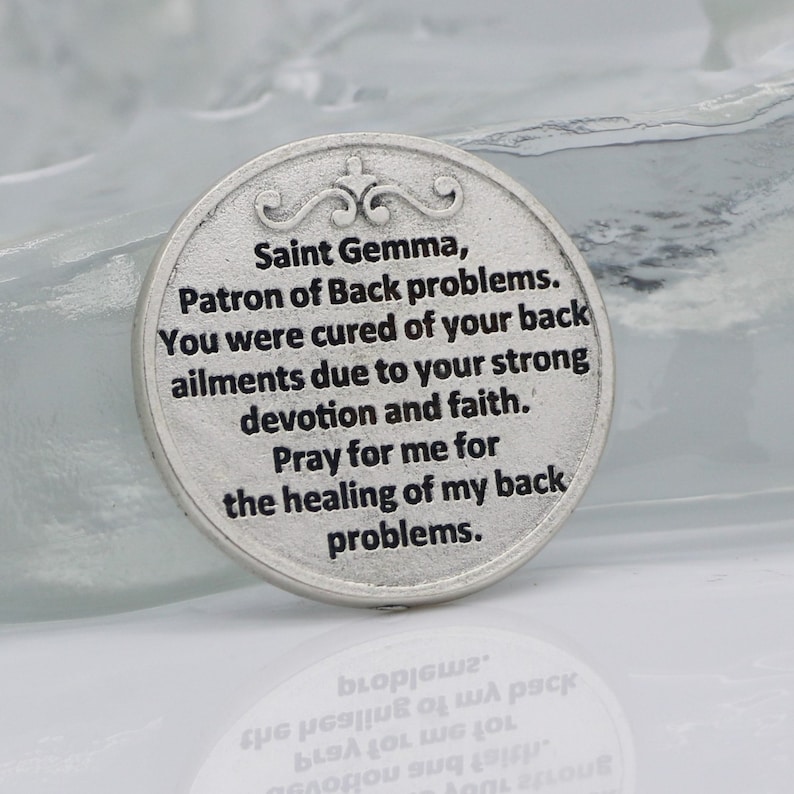 Saint Gemma,
Patron of Back problems.
You were cured of your back
ailments due to your strong
devotion and faith.
Pray for me for
the healing of my back
problems.